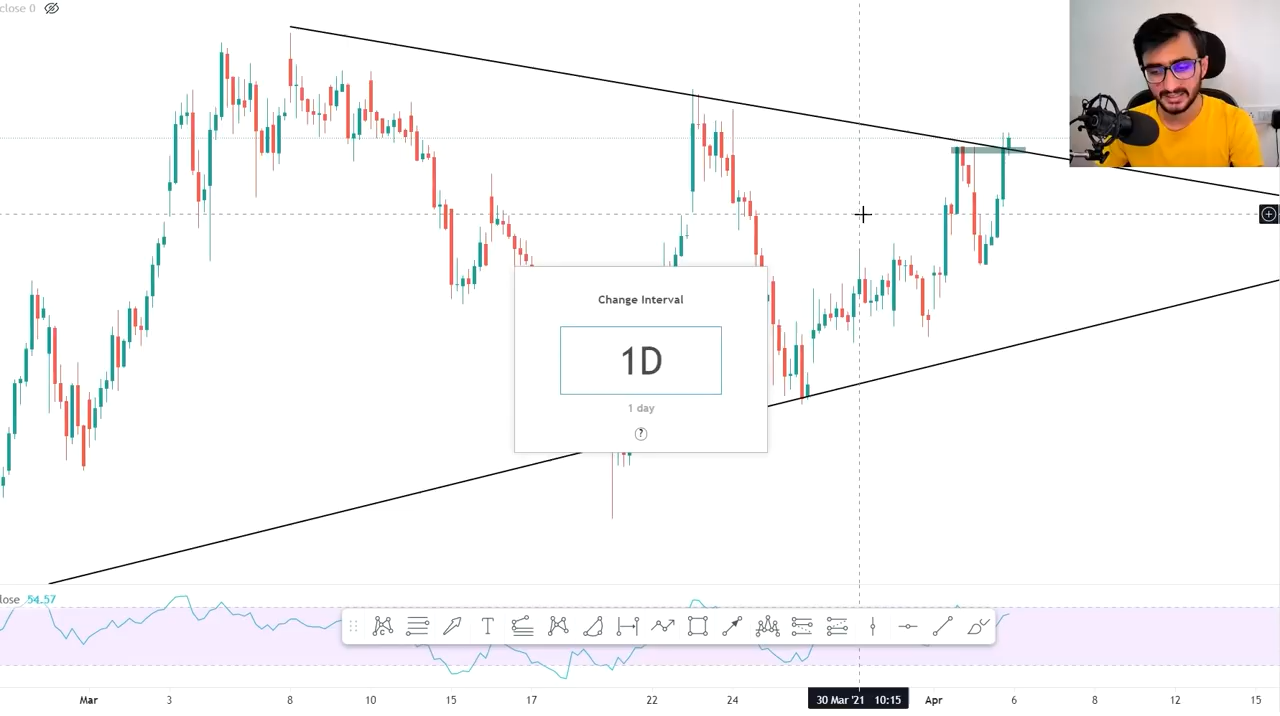 close 0
Change Interval
1D
1 day
?
lose 54.57
T
Mar 3 8 10 15 17 22 24 30 Mar '21 10:15 Apr 6 8 12 15